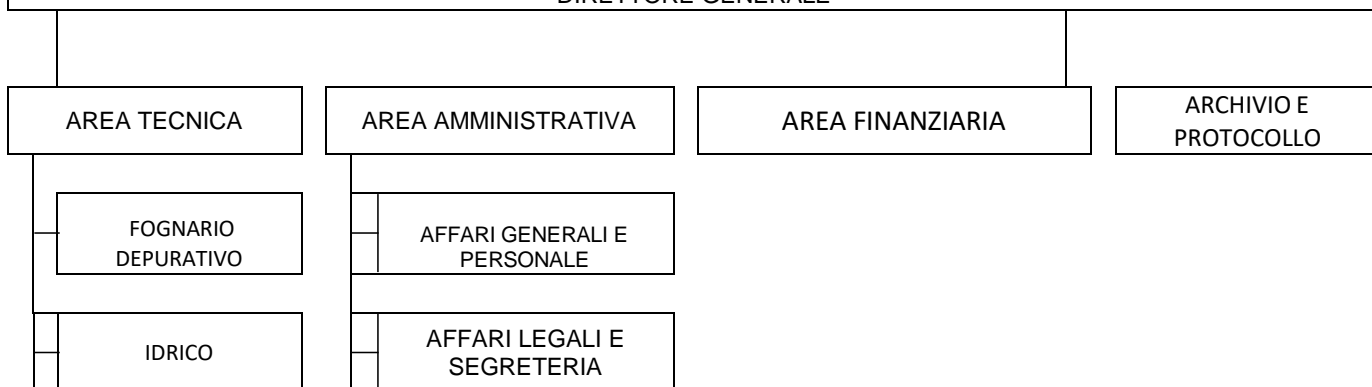 DIRETTORE GENERALE
AREA TECNICA
AREA AMMINISTRATIVA
AREA FINANZIARIA
ARCHIVIO E
PROTOCOLLO
FOGNARIO
DEPURATIVO
AFFARI GENERALI E
PERSONALE
IDRICO
AFFARI LEGALI E
SEGRETERIA